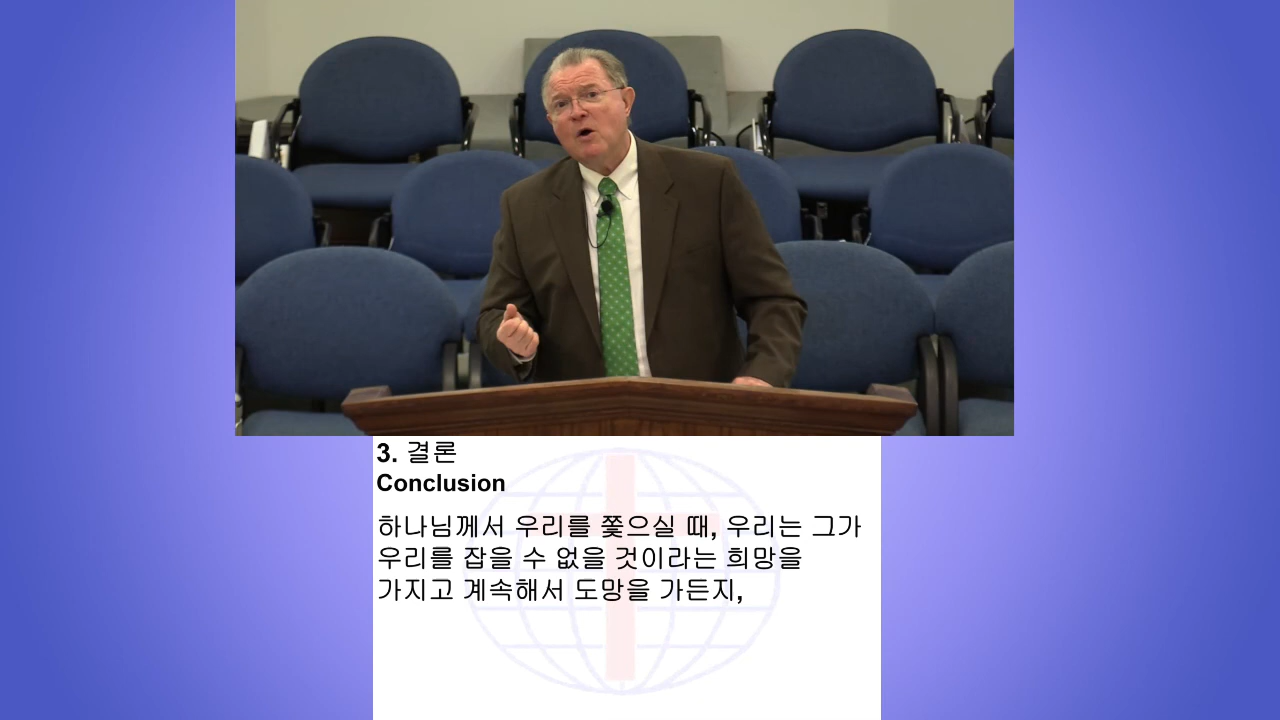 3. 결론
Conclusion
하나님께서 우리를 쫓으실 때, 우리는 그가
우리를 잡을 수 없을 것이라는 희망을
가지고 계속해서 도망을 가든지,